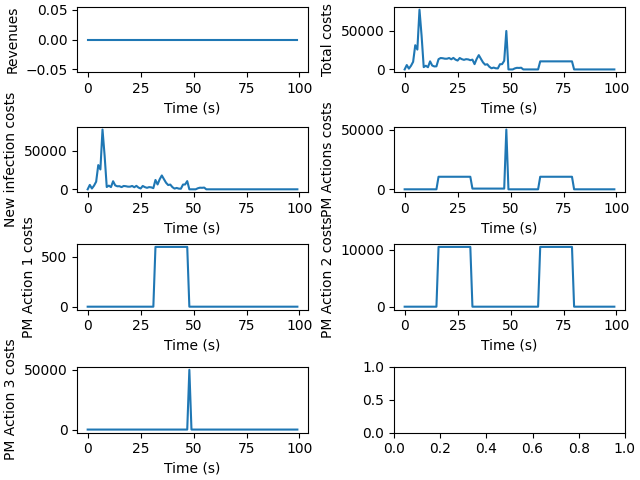 Revenues
0.05
0.00
−0.05
0 25 50 75 100
Time (s)
Total costs
50000
0
0 25 50 75 100
Time (s)
New infection costs
50000
0
0 25 50 75 100
Time (s)
PM Actions costs
50000
0
0 25 50 75 100
Time (s)
PM Action 1 costs
500
0
0 25 50 75 100
Time (s)
PM Action 2 costs
10000
0
0 25 50 75 100
Time (s)
PM Action 3 costs
50000
0
0 25 50 75 100
Time (s)
1.0
0.5
0.0
0.0 0.2 0.4 0.6 0.8 1.0